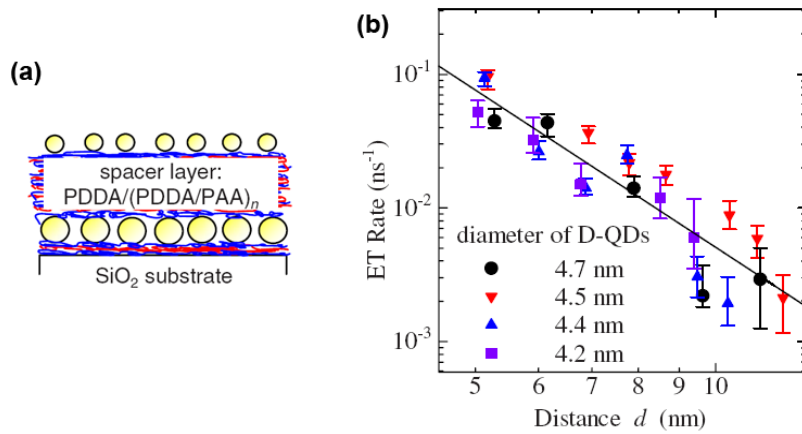 (a)
spacer layer:
PDDA/(PDDA/PAA)n
SiO2 substrate
(b)
ET Rate (ns-1)
10-1
10-2
10-3
diameter of D-QDs
4.7 nm
4.5 nm
4.4 nm
4.2 nm
5 6 7 8 9 10
Distance d (nm)